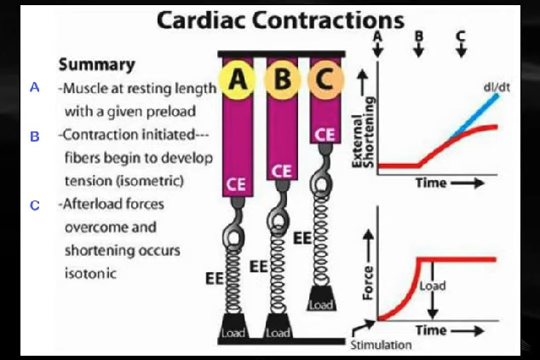 Cardiac Contractions
Summary
A -Muscle at resting length
with a given preload
B -Contraction initiated---
fibers begin to develop
tension (isometric)
C -Afterload forces
overcome and
shortening occurs
isotonic
A B C
CE
CE
CE
EE
EE
EE
Load
Load
Load
A B C
External
Shortening
dl/dt
Time
Force
Load
Time
Stimulation